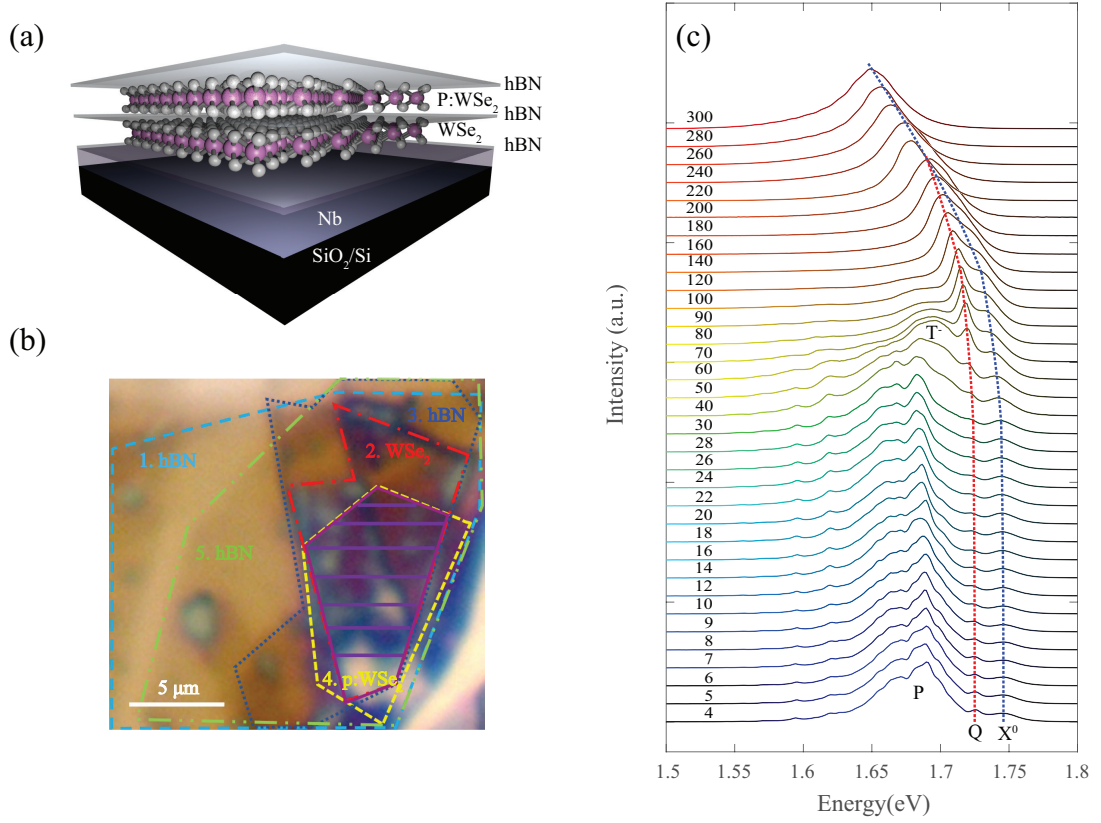 (a)
hBN
P:WSe₂
hBN
WSe₂
hBN
Nb
SiO₂/Si
(b)
1. hBN
3. hBN
2. WSe₂
5. hBN
4. p:WSe₂
5 μm
(c)
Intensity (a.u.)
300
280
260
240
220
200
180
160
140
120
100
90
80
70
60
50
40
30
28
26
24
22
20
18
16
14
12
10
9
8
7
6
5
4
T⁻
P
Q
X⁰
1.5 1.55 1.6 1.65 1.7 1.75 1.8
Energy(eV)